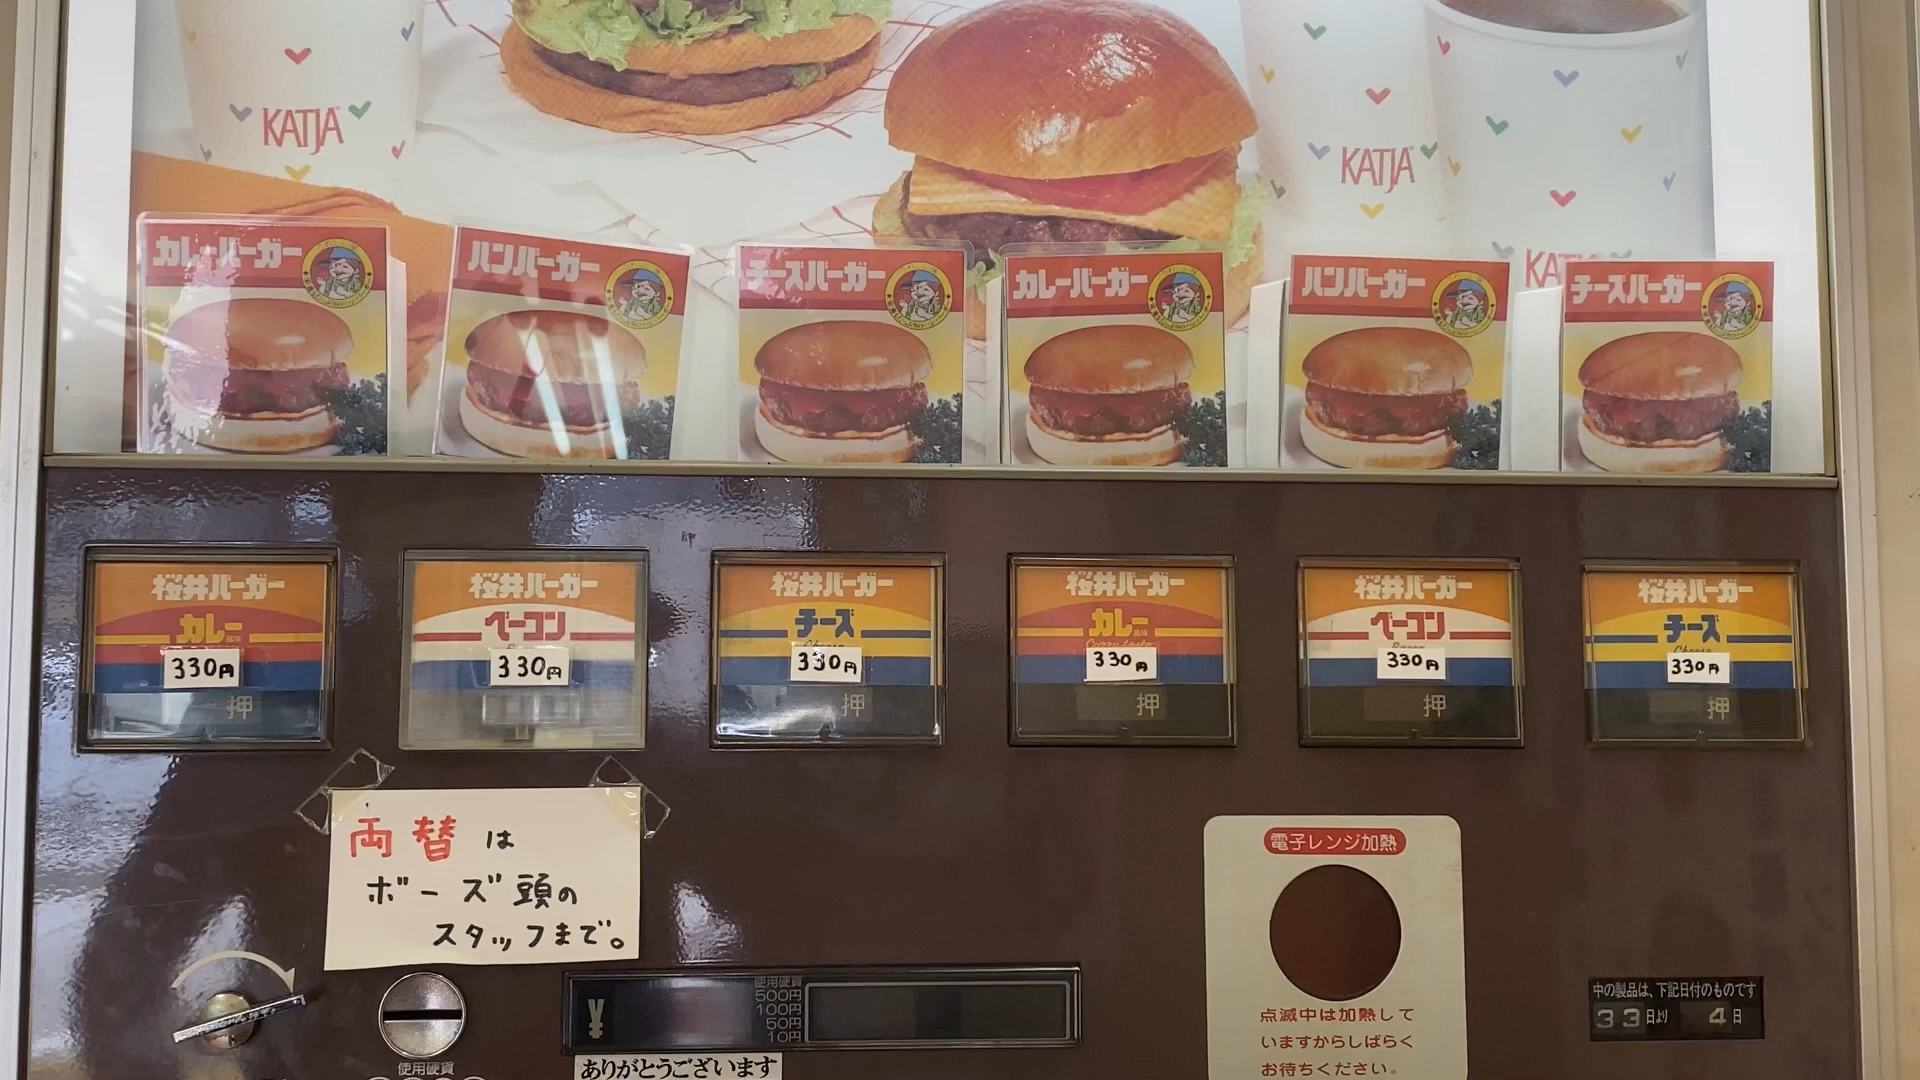 KATJA
KATJA
カレーバーガー
ハンバーガー
チーズバーガー
カレーバーガー
ハンバーガー
チーズバーガー
桜井バーガー
カレー風味
330円
押
桜井バーガー
ベーコン
330円
桜井バーガー
チーズ
Cheese
330円
押
桜井バーガー
カレー風味
Curry taste
330円
押
桜井バーガー
ベーコン
Bacon
330円
押
桜井バーガー
チーズ
Cheese
330円
押
両替は
ボーズ頭の
スタッフまで。
使用硬貨
¥
使用硬貨
500円
100円
50円
10円
ありがとうございます
電子レンジ加熱
点滅中は加熱して
いますからしばらく
お待ちください。
中の製品は、下記日付のものです
33日より 4日